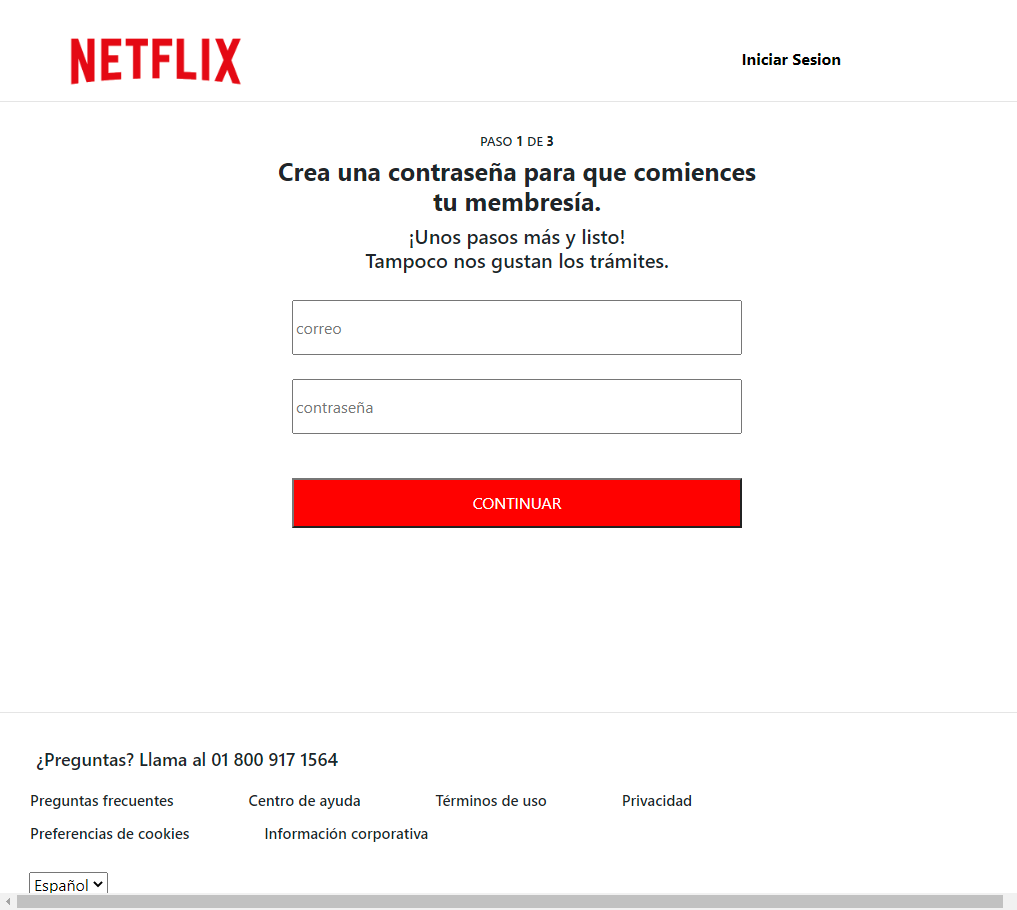 NETFLIX
Iniciar Sesion
PASO 1 DE 3
Crea una contraseña para que comiences
tu membresía.
¡Unos pasos más y listo!
Tampoco nos gustan los trámites.
correo
contraseña
CONTINUAR
¿Preguntas? Llama al 01 800 917 1564
Preguntas frecuentes Centro de ayuda Términos de uso Privacidad
Preferencias de cookies Información corporativa
Español